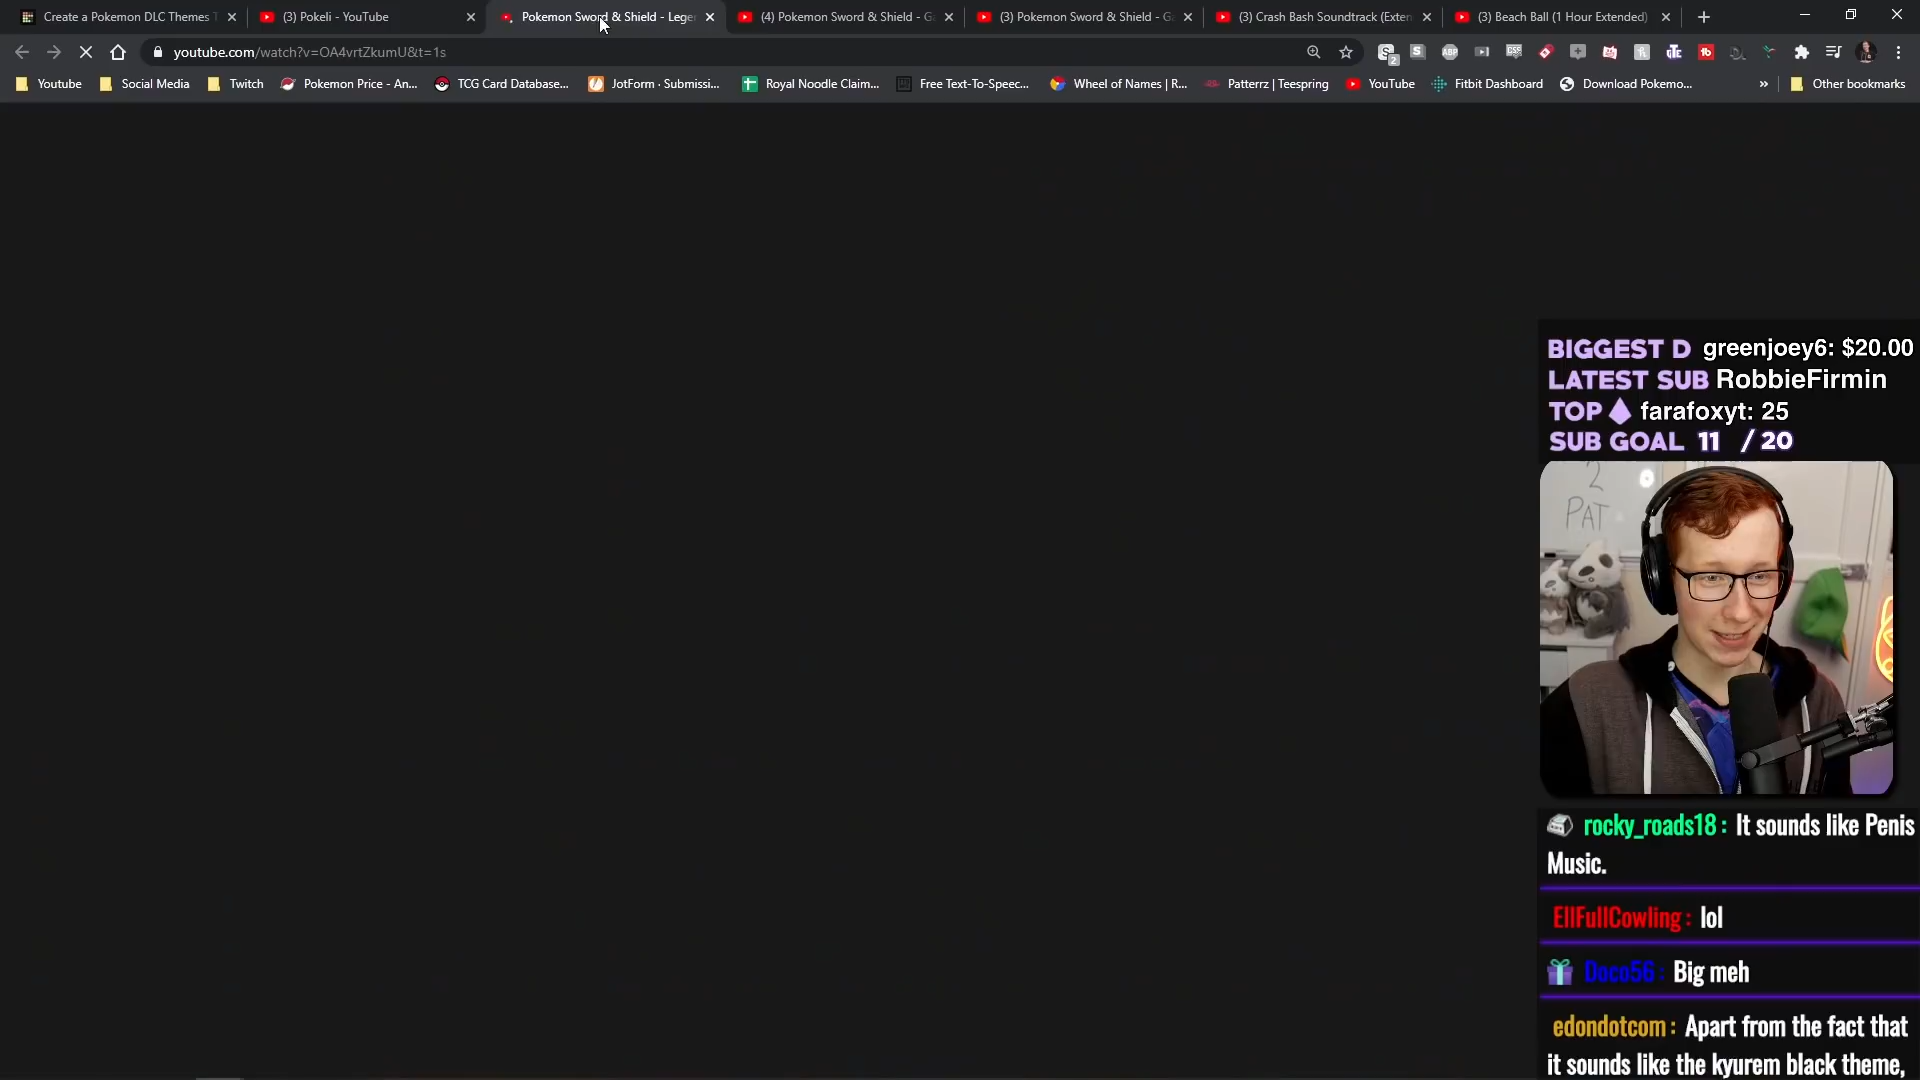 Create a Pokemon DLC Themes T
(3) Pokeli - YouTube
Pokemon Sword & Shield - Lege
(4) Pokemon Sword & Shield - G
(3) Pokemon Sword & Shield - G
(3) Crash Bash Soundtrack (Exten
(3) Beach Ball (1 Hour Extended)
youtube.com/watch?v=OA4vrtZkumU&t=1s
2
ABP
Youtube
Social Media
Twitch
Pokemon Price - An...
TCG Card Database...
JotForm · Submissi...
Royal Noodle Claim...
Free Text-To-Speec...
Wheel of Names | R...
Patterrz | Teespring
YouTube
Fitbit Dashboard
Download Pokemo...
»
Other bookmarks
BIGGEST D greenjoey6: $20.00
LATEST SUB RobbieFirmin
TOP farafoxyt: 25
SUB GOAL 11 / 20
2
PAT
rocky_roads18 : It sounds like Penis
Music.
EllFullCowling : lol
Doco56 : Big meh
edondotcom : Apart from the fact that
it sounds like the kyurem black theme,